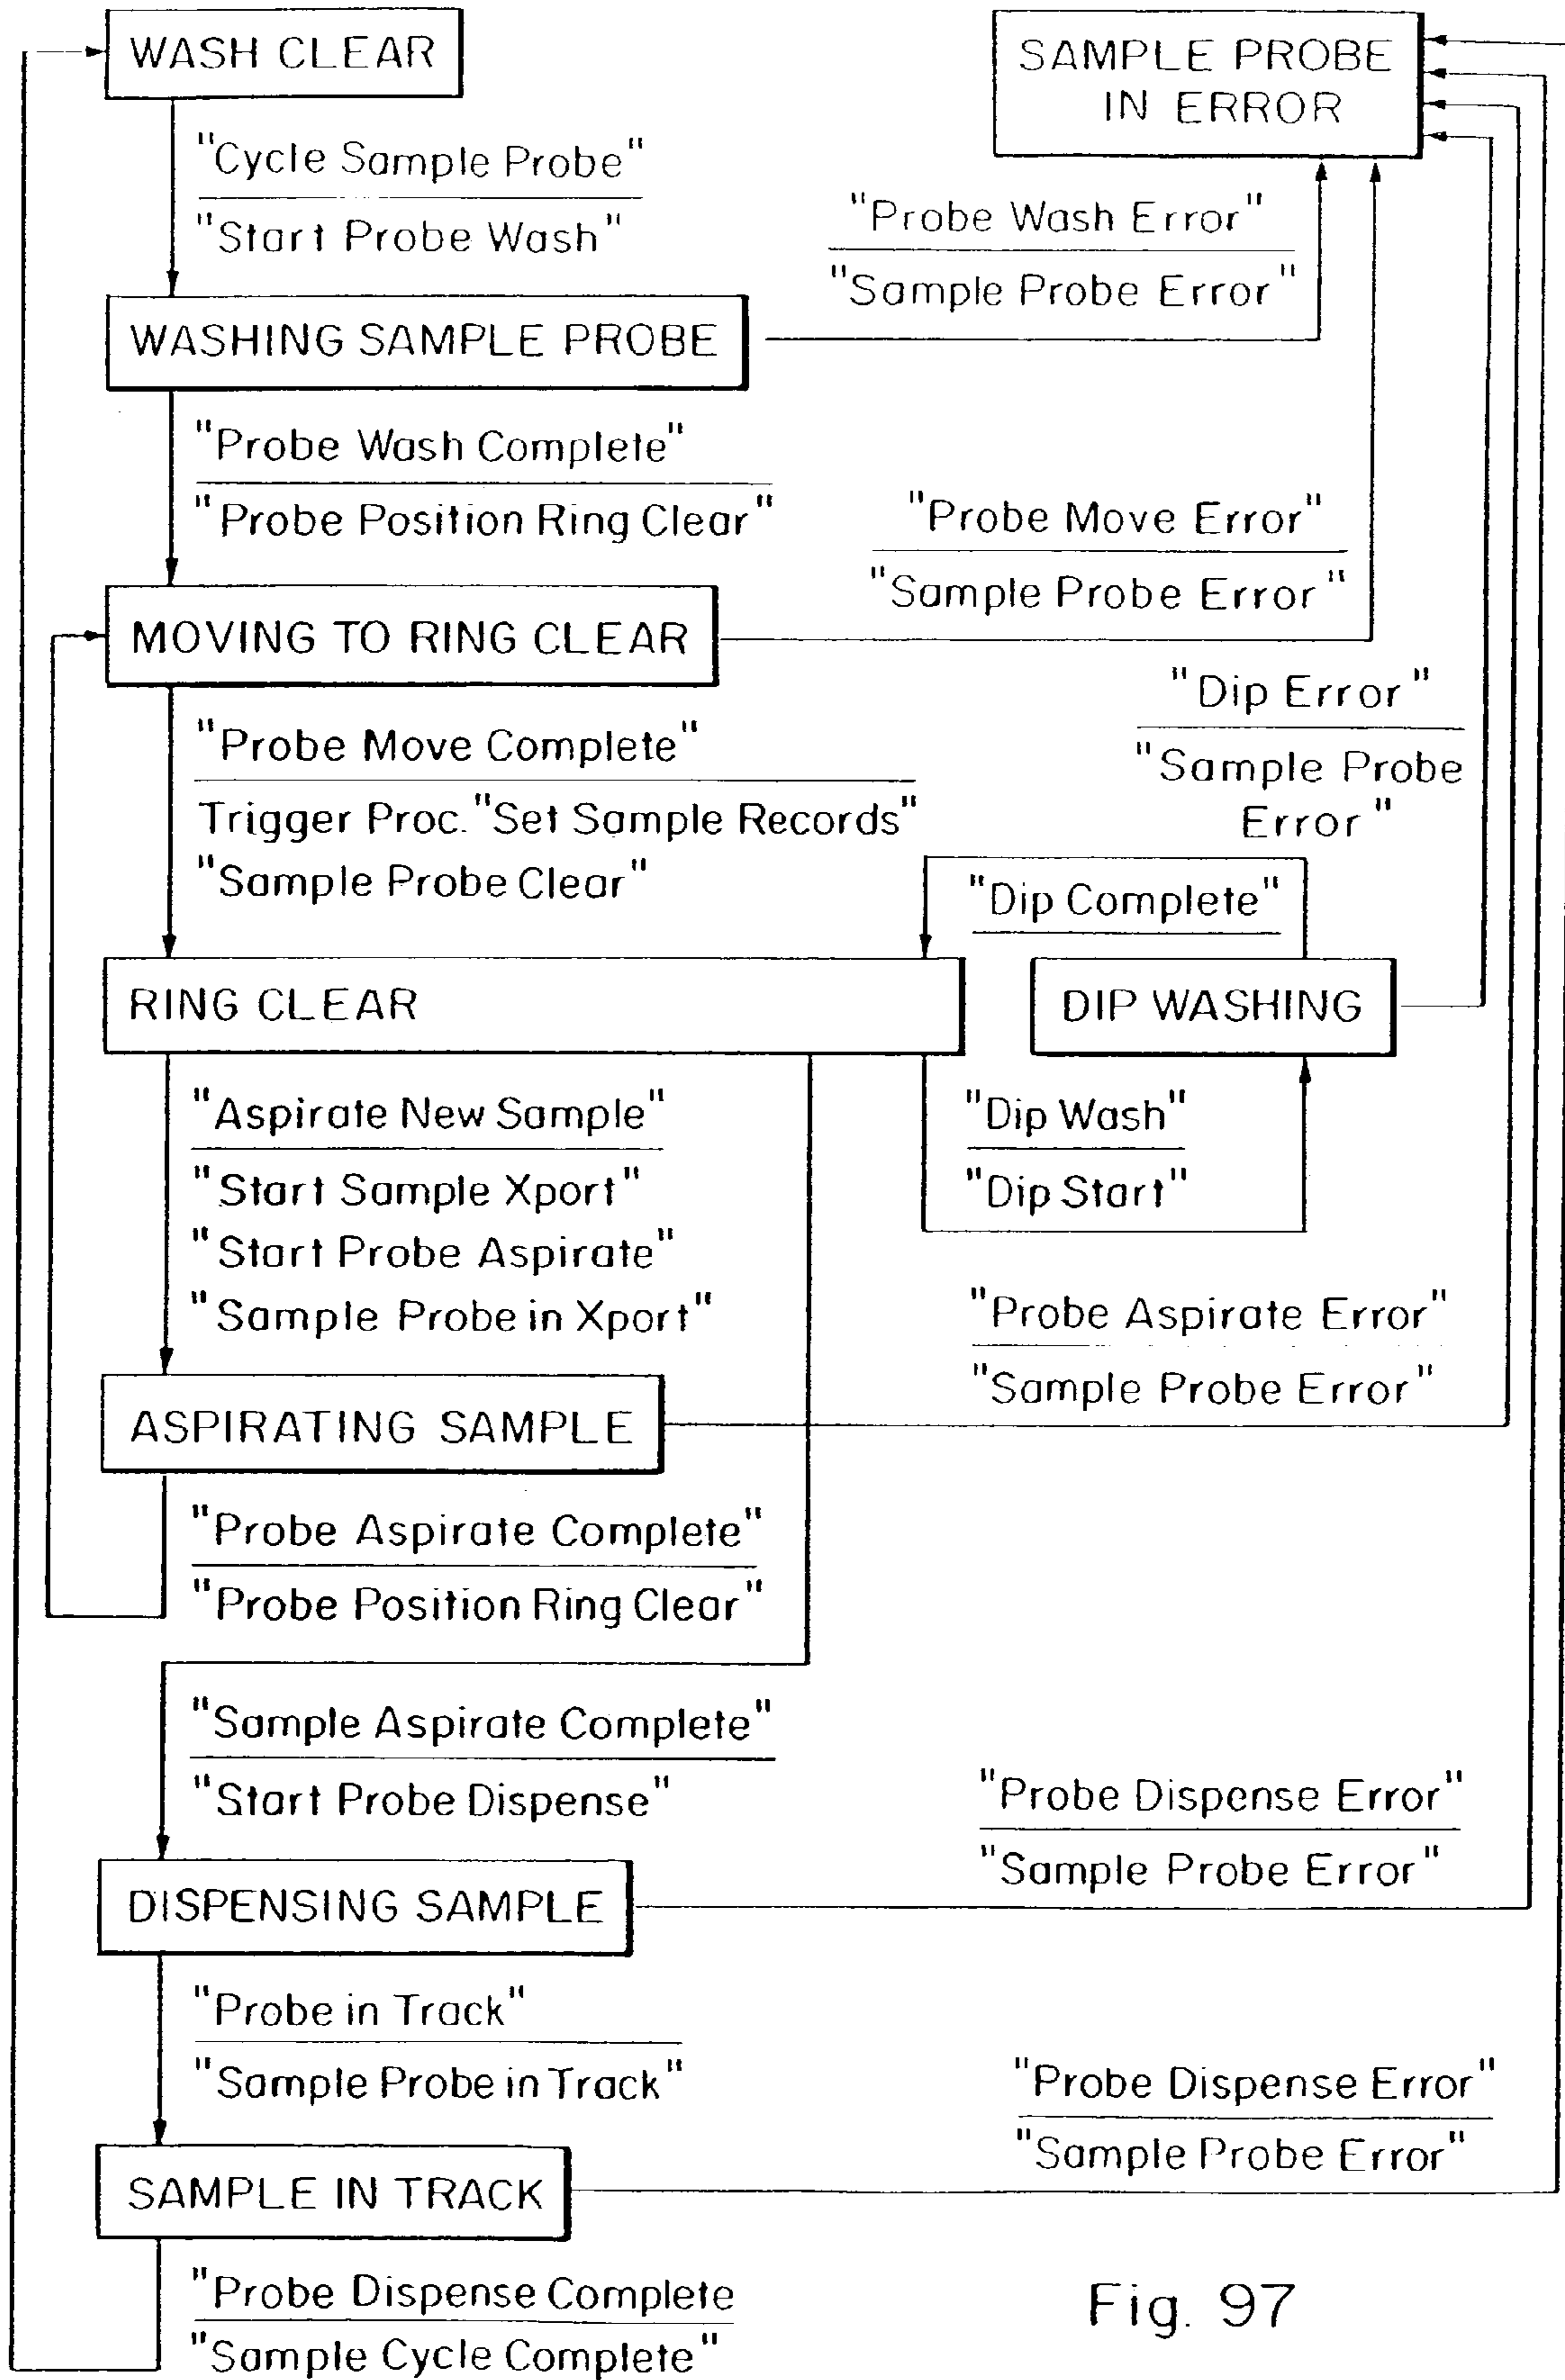 WASH CLEAR
SAMPLE PROBE
IN ERROR
"Cycle Sample Probe"
"Start Probe Wash"
"Probe Wash Error"
"Sample Probe Error"
WASHING SAMPLE PROBE
"Probe Wash Complete"
"Probe Position Ring Clear"
"Probe Move Error"
"Sample Probe Error"
MOVING TO RING CLEAR
"Dip Error"
"Sample Probe
Error"
"Probe Move Complete"
Trigger Proc. "Set Sample Records"
"Sample Probe Clear"
"Dip Complete"
RING CLEAR
DIP WASHING
"Aspirate New Sample"
"Start Sample Xport"
"Start Probe Aspirate"
"Sample Probe in Xport"
"Dip Wash"
"Dip Start"
"Probe Aspirate Error"
"Sample Probe Error"
ASPIRATING SAMPLE
"Probe Aspirate Complete"
"Probe Position Ring Clear"
"Sample Aspirate Complete"
"Start Probe Dispense"
"Probe Dispense Error"
"Sample Probe Error"
DISPENSING SAMPLE
"Probe in Track"
"Sample Probe in Track"
"Probe Dispense Error"
"Sample Probe Error"
SAMPLE IN TRACK
"Probe Dispense Complete
"Sample Cycle Complete"
Fig. 97